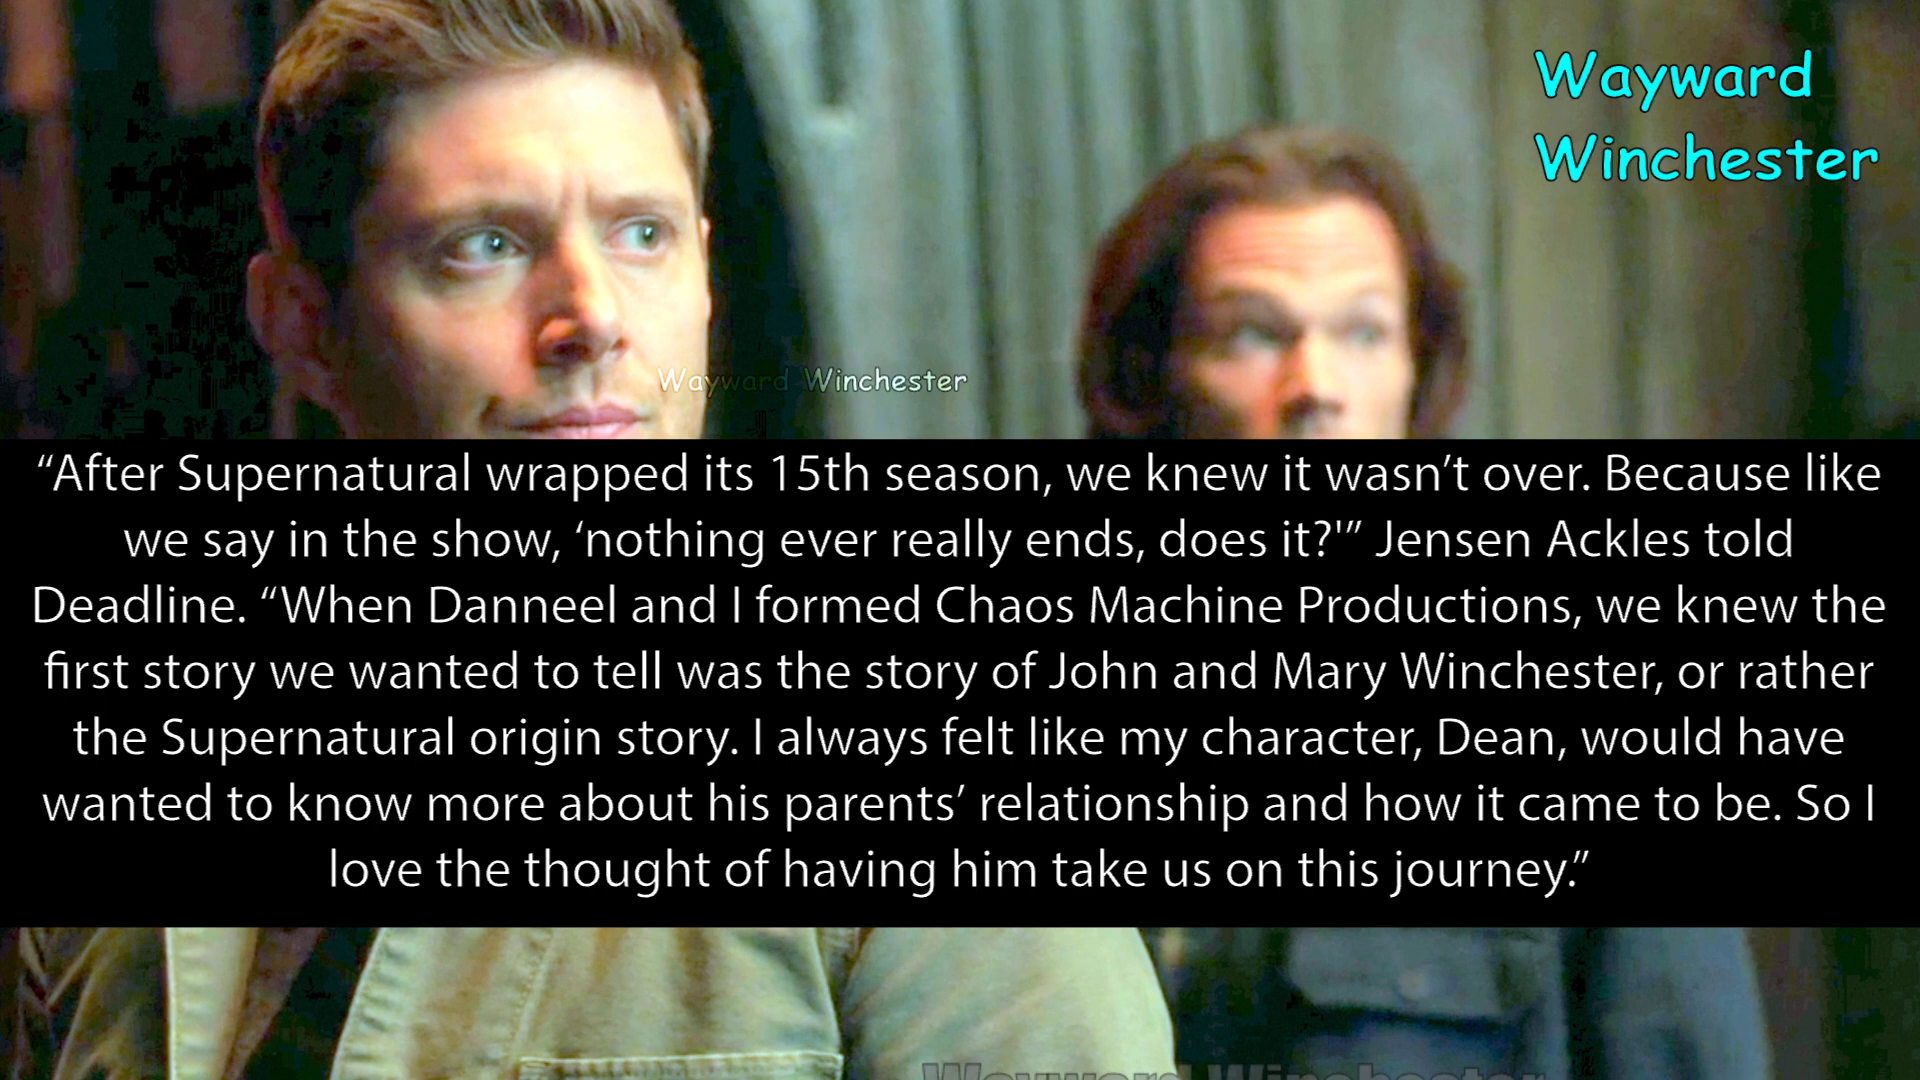 Wayward
Winchester
Wayward Winchester
“After Supernatural wrapped its 15th season, we knew it wasn’t over. Because like
we say in the show, ‘nothing ever really ends, does it?'” Jensen Ackles told
Deadline. “When Danneel and I formed Chaos Machine Productions, we knew the
first story we wanted to tell was the story of John and Mary Winchester, or rather
the Supernatural origin story. I always felt like my character, Dean, would have
wanted to know more about his parents’ relationship and how it came to be. So I
love the thought of having him take us on this journey.”
Wayward Winchester